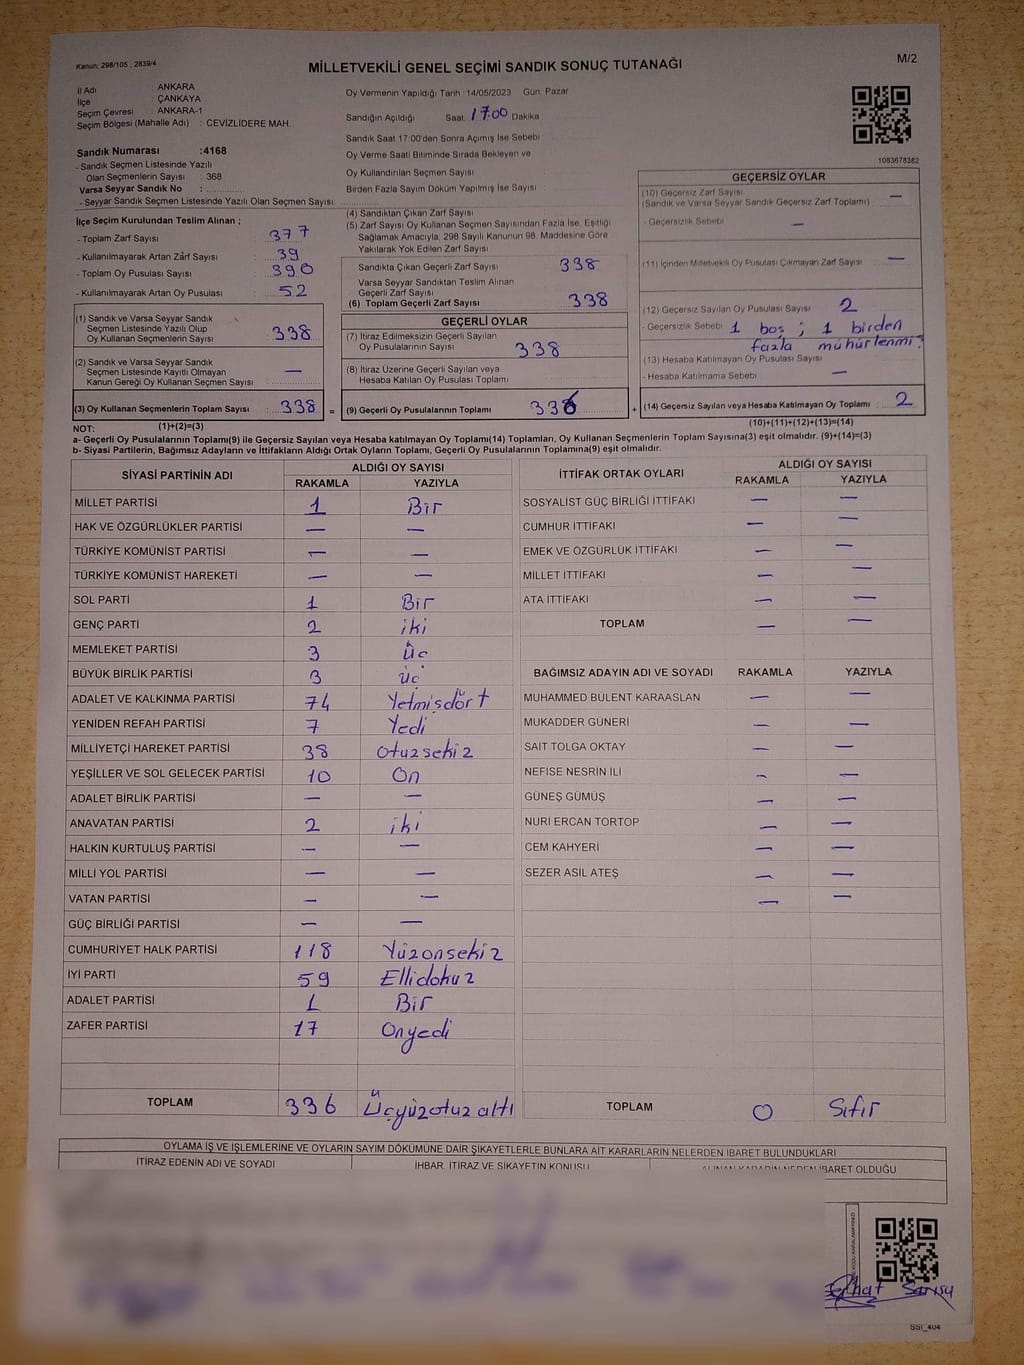 Kanun: 298/105, 2839/4
MİLLETVEKİLİ GENEL SEÇİMİ SANDIK SONUÇ TUTANAĞI
M/2
İl Adı : ANKARA
İlçe : ÇANKAYA
Seçim Çevresi : ANKARA-1
Seçim Bölgesi (Mahalle Adı) : CEVİZLİDERE MAH.
Sandık Numarası :4168
- Sandık Seçmen Listesinde Yazılı
Olan Seçmenlerin Sayısı : 368
Varsa Seyyar Sandık No :
- Seyyar Sandık Seçmen Listesinde Yazılı Olan Seçmen Sayısı:
Oy Vermenin Yapıldığı Tarih :14/05/2023 Gün: Pazar
Sandığın Açıldığı Saat: 17:00 Dakika
Sandık Saat 17:00'den Sonra Açılmış İse Sebebi :
Oy Verme Saati Bitiminde Sırada Bekleyen ve
Oy Kullandırılan Seçmen Sayısı :
Birden Fazla Sayım Döküm Yapılmış İse Sayısı :
1083678382
İlçe Seçim Kurulundan Teslim Alınan ;
- Toplam Zarf Sayısı : 377
- Kullanılmayarak Artan Zarf Sayısı : 39
- Toplam Oy Pusulası Sayısı : 390
- Kullanılmayarak Artan Oy Pusulası : 52
(1) Sandık ve Varsa Seyyar Sandık
Seçmen Listesinde Yazılı Olup
Oy Kullanan Seçmenlerin Sayısı : 338
(2) Sandık ve Varsa Seyyar Sandık
Seçmen Listesinde Kayıtlı Olmayan
Kanun Gereği Oy Kullanan Seçmen Sayısı : —
(3) Oy Kullanan Seçmenlerin Toplam Sayısı : 338 =
(1)+(2)=(3)
(4) Sandıktan Çıkan Zarf Sayısı
(5) Zarf Sayısı Oy Kullanan Seçmen Sayısından Fazla İse, Eşitliği
Sağlamak Amacıyla; 298 Sayılı Kanunun 98. Maddesine Göre
Yakılarak Yok Edilen Zarf Sayısı
Sandıkta Çıkan Geçerli Zarf Sayısı 338
Varsa Seyyar Sandıktan Teslim Alınan
Geçerli Zarf Sayısı
(6) Toplam Geçerli Zarf Sayısı 338
GEÇERLİ OYLAR
(7) İtiraz Edilmeksizin Geçerli Sayılan
Oy Pusulalarının Sayısı 338
(8) İtiraz Üzerine Geçerli Sayılan veya
Hesaba Katılan Oy Pusulası Toplamı
(9) Geçerli Oy Pusulalarının Toplamı 336 +
GEÇERSİZ OYLAR
(10) Geçersiz Zarf Sayısı
(Sandık ve Varsa Seyyar Sandık Geçersiz Zarf Toplamı) —
- Geçersizlik Sebebi : —
(11) İçinden Milletvekili Oy Pusulası Çıkmayan Zarf Sayısı —
(12) Geçersiz Sayılan Oy Pusulası Sayısı 2
- Geçersizlik Sebebi : 1 boş ; 1 birden
fazla mühürlenmiş
(13) Hesaba Katılmayan Oy Pusulası Sayısı
- Hesaba Katılmama Sebebi : —
(14) Geçersiz Sayılan veya Hesaba Katılmayan Oy Toplamı : 2
(10)+(11)+(12)+(13)=(14)
NOT:
a- Geçerli Oy Pusulalarının Toplamı(9) ile Geçersiz Sayılan veya Hesaba katılmayan Oy Toplamı(14) Toplamları, Oy Kullanan Seçmenlerin Toplam Sayısına(3) eşit olmalıdır. (9)+(14)=(3)
b- Siyasi Partilerin, Bağımsız Adayların ve İttifakların Aldığı Ortak Oyların Toplamı, Geçerli Oy Pusulalarının Toplamına(9) eşit olmalıdır.
SİYASİ PARTİNİN ADI ALDIĞI OY SAYISI
RAKAMLA YAZIYLA
MİLLET PARTİSİ 1 Bir
HAK VE ÖZGÜRLÜKLER PARTİSİ — —
TÜRKİYE KOMÜNİST PARTİSİ — —
TÜRKİYE KOMÜNİST HAREKETİ — —
SOL PARTİ 1 Bir
GENÇ PARTİ 2 iki
MEMLEKET PARTİSİ 3 Üç
BÜYÜK BİRLİK PARTİSİ 3 üç
ADALET VE KALKINMA PARTİSİ 74 Yetmişdört
YENİDEN REFAH PARTİSİ 7 Yedi
MİLLİYETÇİ HAREKET PARTİSİ 38 otuzsekiz
YEŞİLLER VE SOL GELECEK PARTİSİ 10 On
ADALET BİRLİK PARTİSİ — —
ANAVATAN PARTİSİ 2 iki
HALKIN KURTULUŞ PARTİSİ — —
MİLLİ YOL PARTİSİ — —
VATAN PARTİSİ — —
GÜÇ BİRLİĞİ PARTİSİ — —
CUMHURİYET HALK PARTİSİ 118 Yüzonsekiz
İYİ PARTİ 59 Ellidokuz
ADALET PARTİSİ 1 Bir
ZAFER PARTİSİ 17 Onyedi
TOPLAM 336 Üçyüzotuzaltı
İTTİFAK ORTAK OYLARI ALDIĞI OY SAYISI
RAKAMLA YAZIYLA
SOSYALİST GÜÇ BİRLİĞİ İTTİFAKI — —
CUMHUR İTTİFAKI — —
EMEK VE ÖZGÜRLÜK İTTİFAKI — —
MİLLET İTTİFAKI — —
ATA İTTİFAKI — —
TOPLAM — —
BAĞIMSIZ ADAYIN ADI VE SOYADI RAKAMLA YAZIYLA
MUHAMMED BÜLENT KARAASLAN — —
MUKADDER GÜNERİ — —
SAİT TOLGA OKTAY — —
NEFİSE NESRİN İLİ — —
GÜNEŞ GÜMÜŞ — —
NURİ ERCAN TORTOP — —
CEM KAHYERİ — —
SEZER ASİL ATEŞ — —
— —
TOPLAM 0 Sıfır
OYLAMA İŞ VE İŞLEMLERİNE VE OYLARIN SAYIM DÖKÜMÜNE DAİR ŞİKAYETLERLE BUNLARA AİT KARARLARIN NELERDEN İBARET BULUNDUKLARI
İTİRAZ EDENİN ADI VE SOYADI İHBAR, İTİRAZ VE ŞİKAYETİN KONUSU ALINAN KARARIN NEDEN İBARET OLDUĞU
SSİ_404